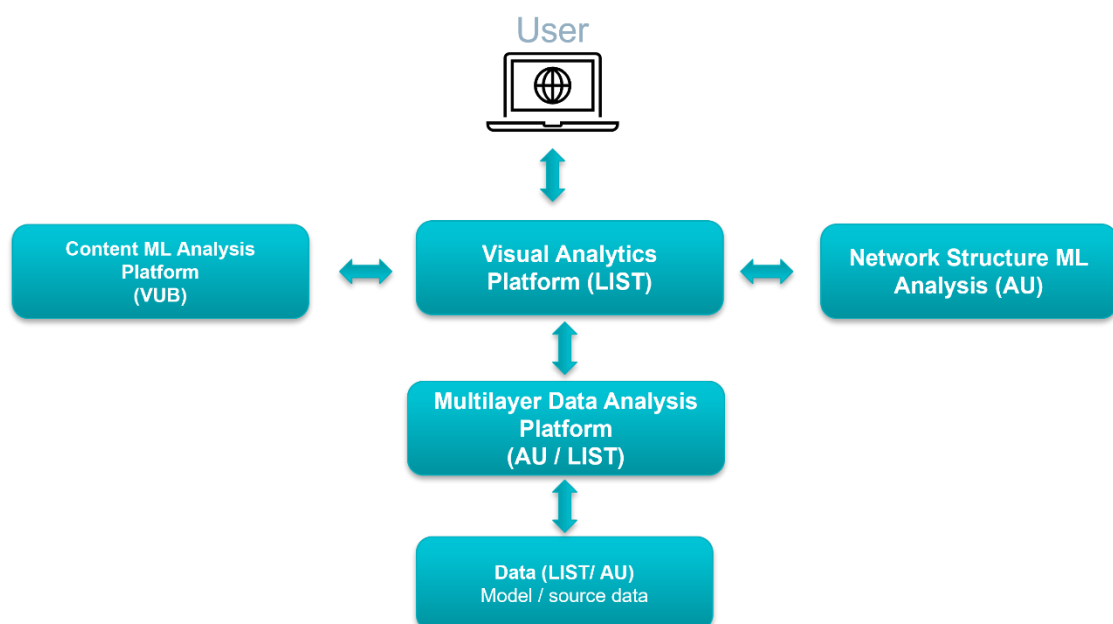 User
Content ML Analysis
Platform
(VUB)
Visual Analytics
Platform (LIST)
Network Structure ML
Analysis (AU)
Multilayer Data Analysis
Platform
(AU / LIST)
Data (LIST/ AU)
Model / source data